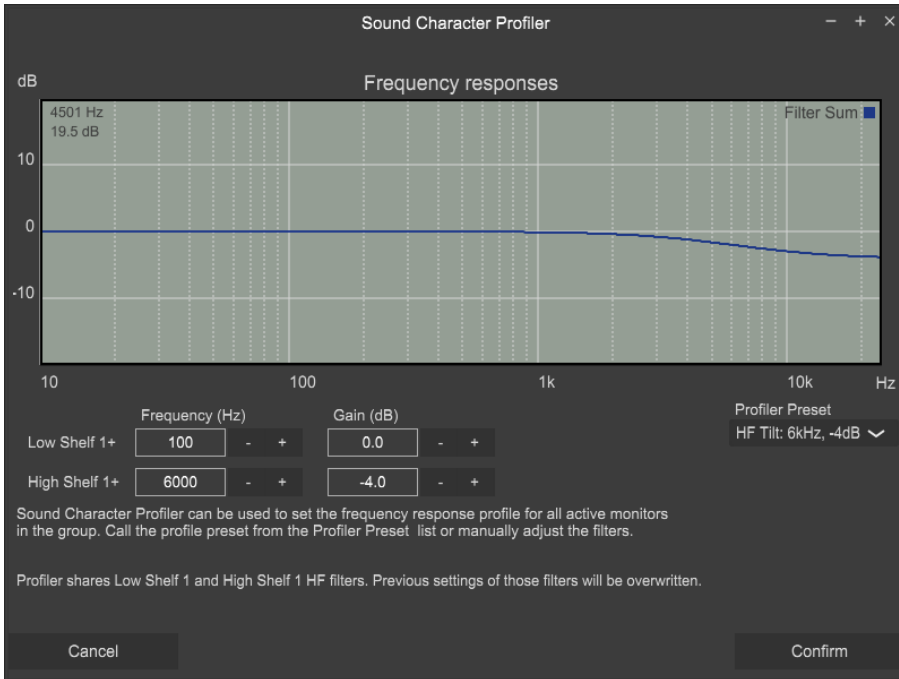 Sound Character Profiler
dB
Frequency responses
4501 Hz
19.5 dB
Filter Sum
10
0
-10
10
100
1k
10k
Hz
Frequency (Hz)
Gain (dB)
Profiler Preset
HF Tilt: 6kHz, -4dB
Low Shelf 1+
100
- +
0.0
- +
High Shelf 1+
6000
- +
-4.0
- +
Sound Character Profiler can be used to set the frequency response profile for all active monitors
in the group. Call the profile preset from the Profiler Preset list or manually adjust the filters.
Profiler shares Low Shelf 1 and High Shelf 1 HF filters. Previous settings of those filters will be overwritten.
Cancel
Confirm